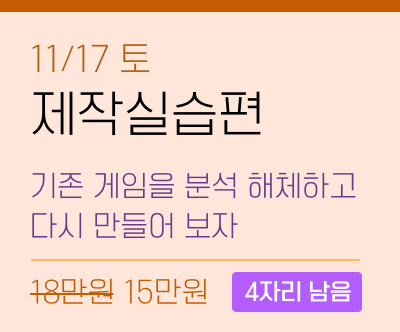 11/17 토
제작실습편
기존 게임을 분석 해체하고
다시 만들어 보자
18만원 15만원 4자리 남음